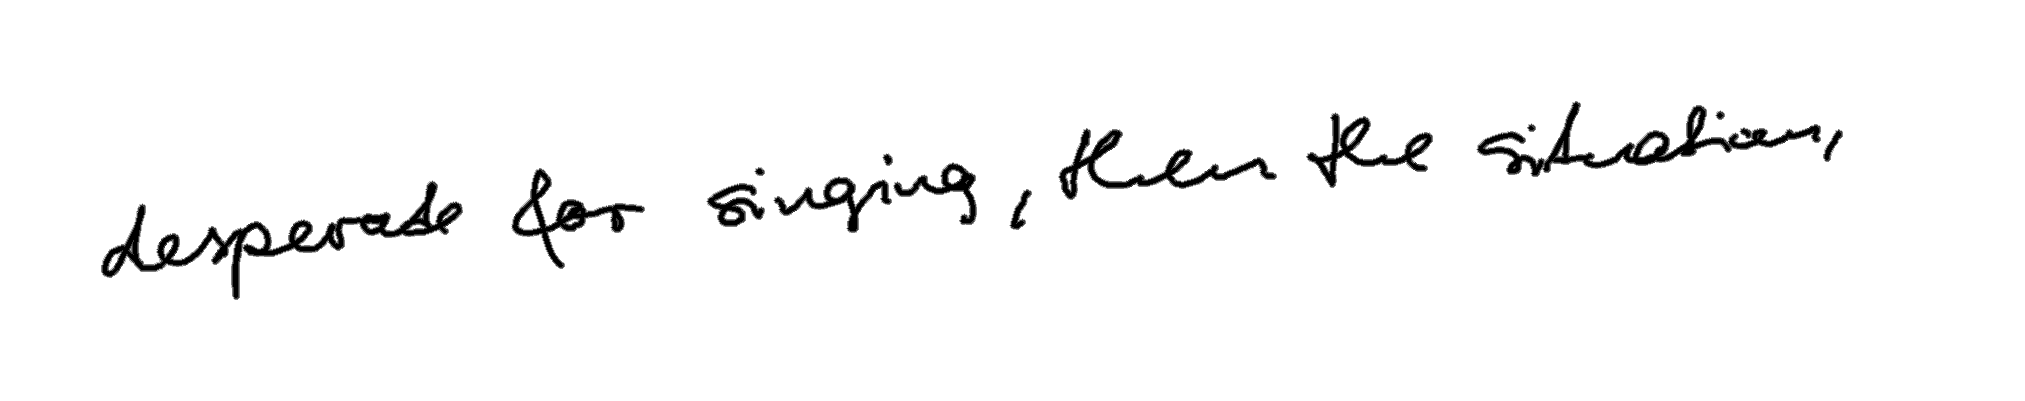 desperate for singing, then the situation,